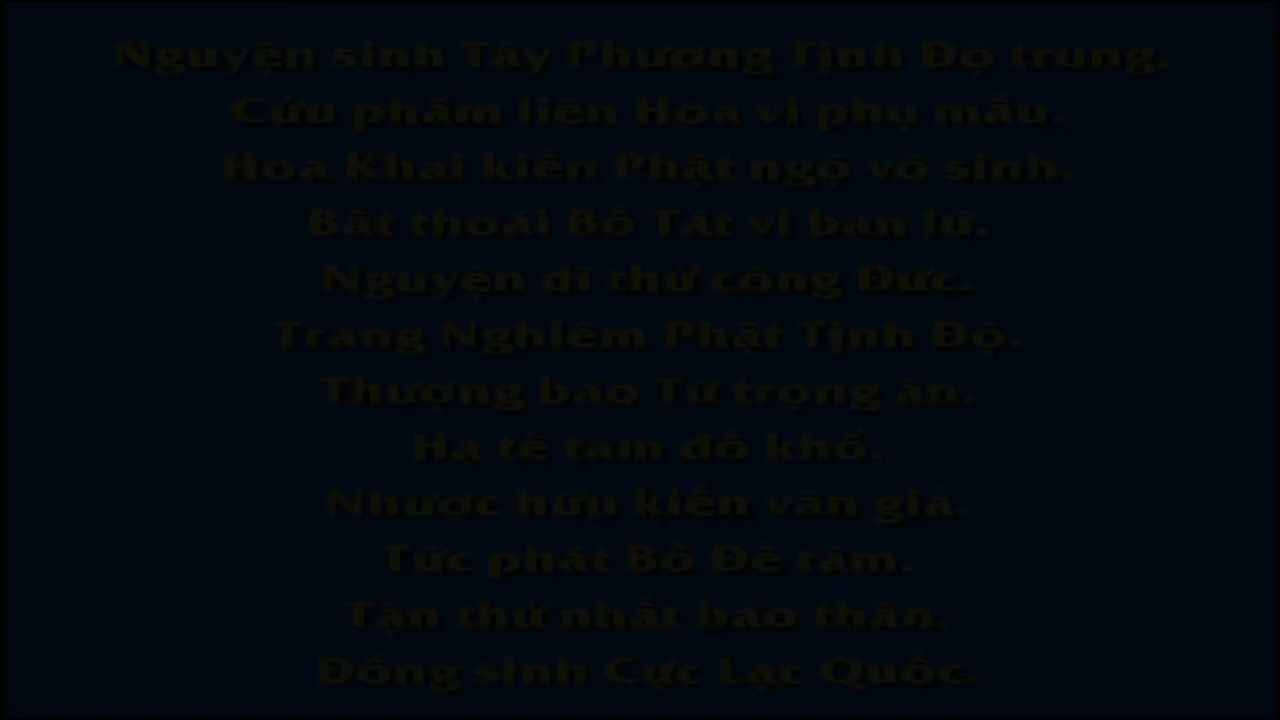 Nguyện sinh Tây Phương Tịnh Độ trung.
Cửu phẩm liên Hoa vi phụ mẫu.
Hoa Khai kiến Phật ngộ vô sinh.
Bất thoái Bồ Tát vi bạn lữ.
Nguyện dĩ thử công Đức.
Trang Nghiêm Phật Tịnh Độ.
Thượng báo Tứ trọng ân.
Hạ tế tam đồ khổ.
Nhược hữu kiến văn giả.
Tức phát Bồ Đề tâm.
Tận thử nhất báo thân.
Đồng sinh Cực Lạc Quốc.